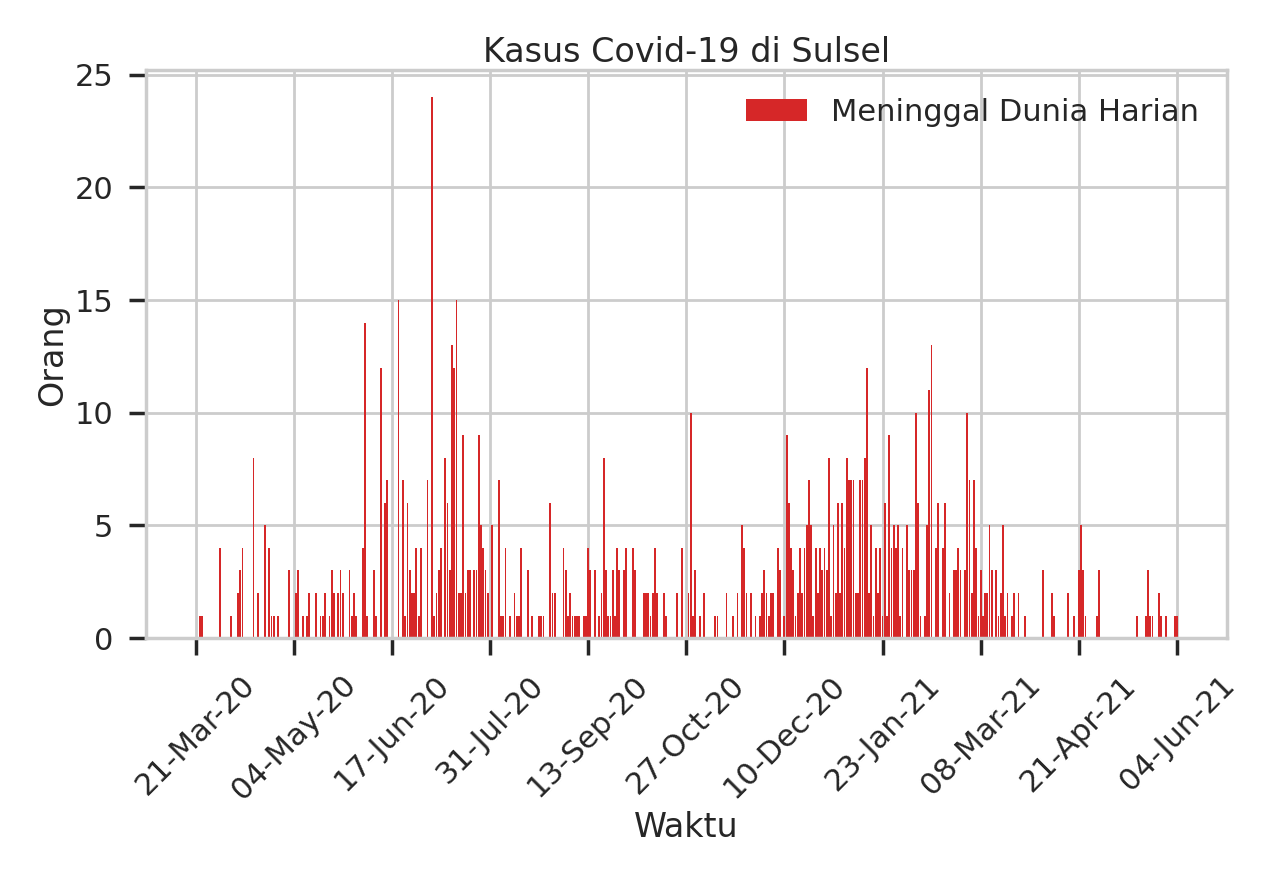 Kasus Covid-19 di Sulsel
Meninggal Dunia Harian
Orang
25
20
15
10
5
0
21-Mar-20
04-May-20
17-Jun-20
31-Jul-20
13-Sep-20
27-Oct-20
10-Dec-20
23-Jan-21
08-Mar-21
21-Apr-21
04-Jun-21
Waktu